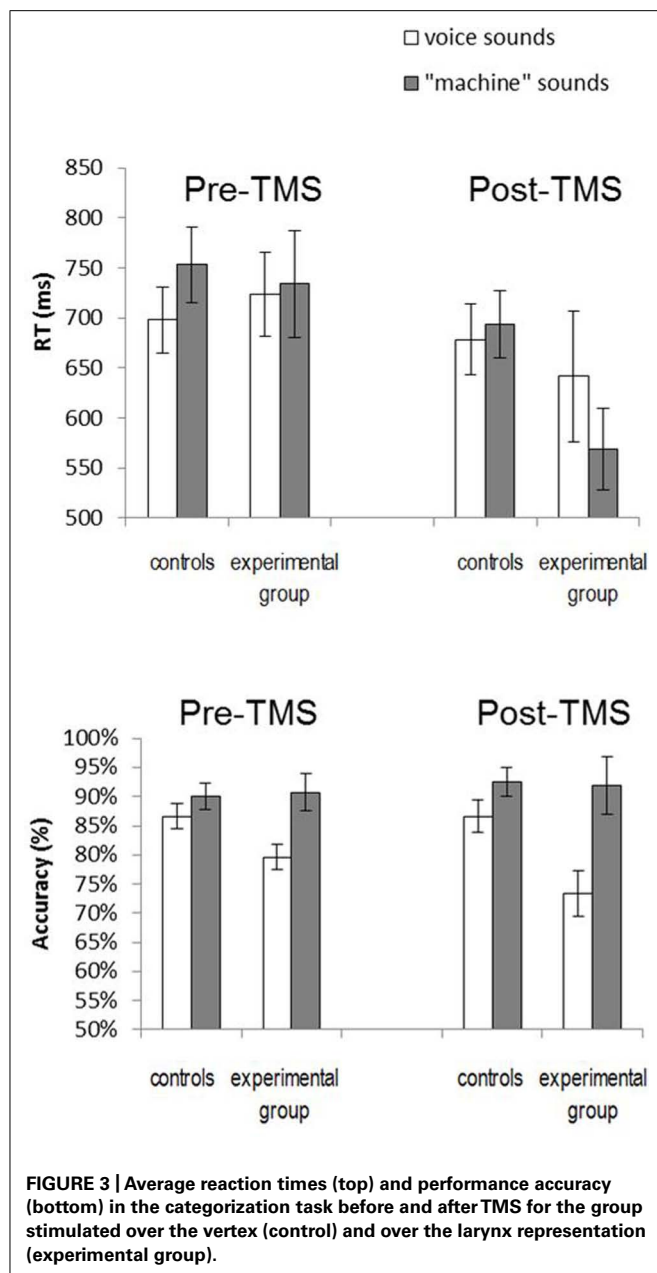 voice sounds
"machine" sounds
Pre-TMS Post-TMS
850
800
750
700
650
600
550
500
RT (ms)
controls experimental controls experimental
group group
Pre-TMS Post-TMS
100%
95%
90%
85%
80%
75%
70%
65%
60%
55%
50%
Accuracy (%)
controls experimental controls experimental
group group
FIGURE 3 | Average reaction times (top) and performance accuracy
(bottom) in the categorization task before and after TMS for the group
stimulated over the vertex (control) and over the larynx representation
(experimental group).